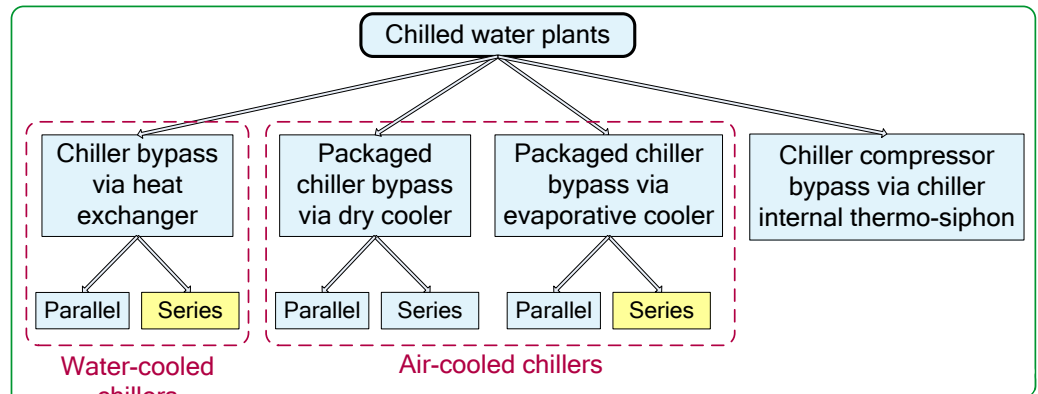 Chilled water plants
Chiller bypass
via heat
exchanger
Packaged
chiller bypass
via dry cooler
Packaged chiller
bypass via
evaporative cooler
Chiller compressor
bypass via chiller
internal thermo-siphon
Parallel
Series
Parallel
Series
Parallel
Series
Water-cooled
chillers
Air-cooled chillers